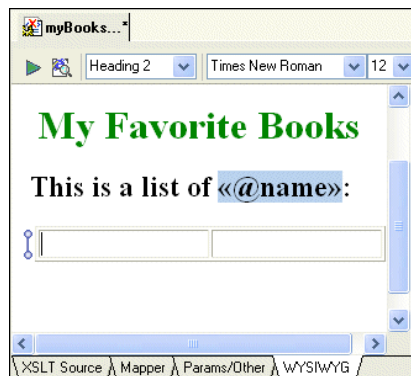 myBooks...*
Heading 2 Times New Roman 12
My Favorite Books
This is a list of «@name»:
XSLT Source Mapper Params/Other WYSIWYG